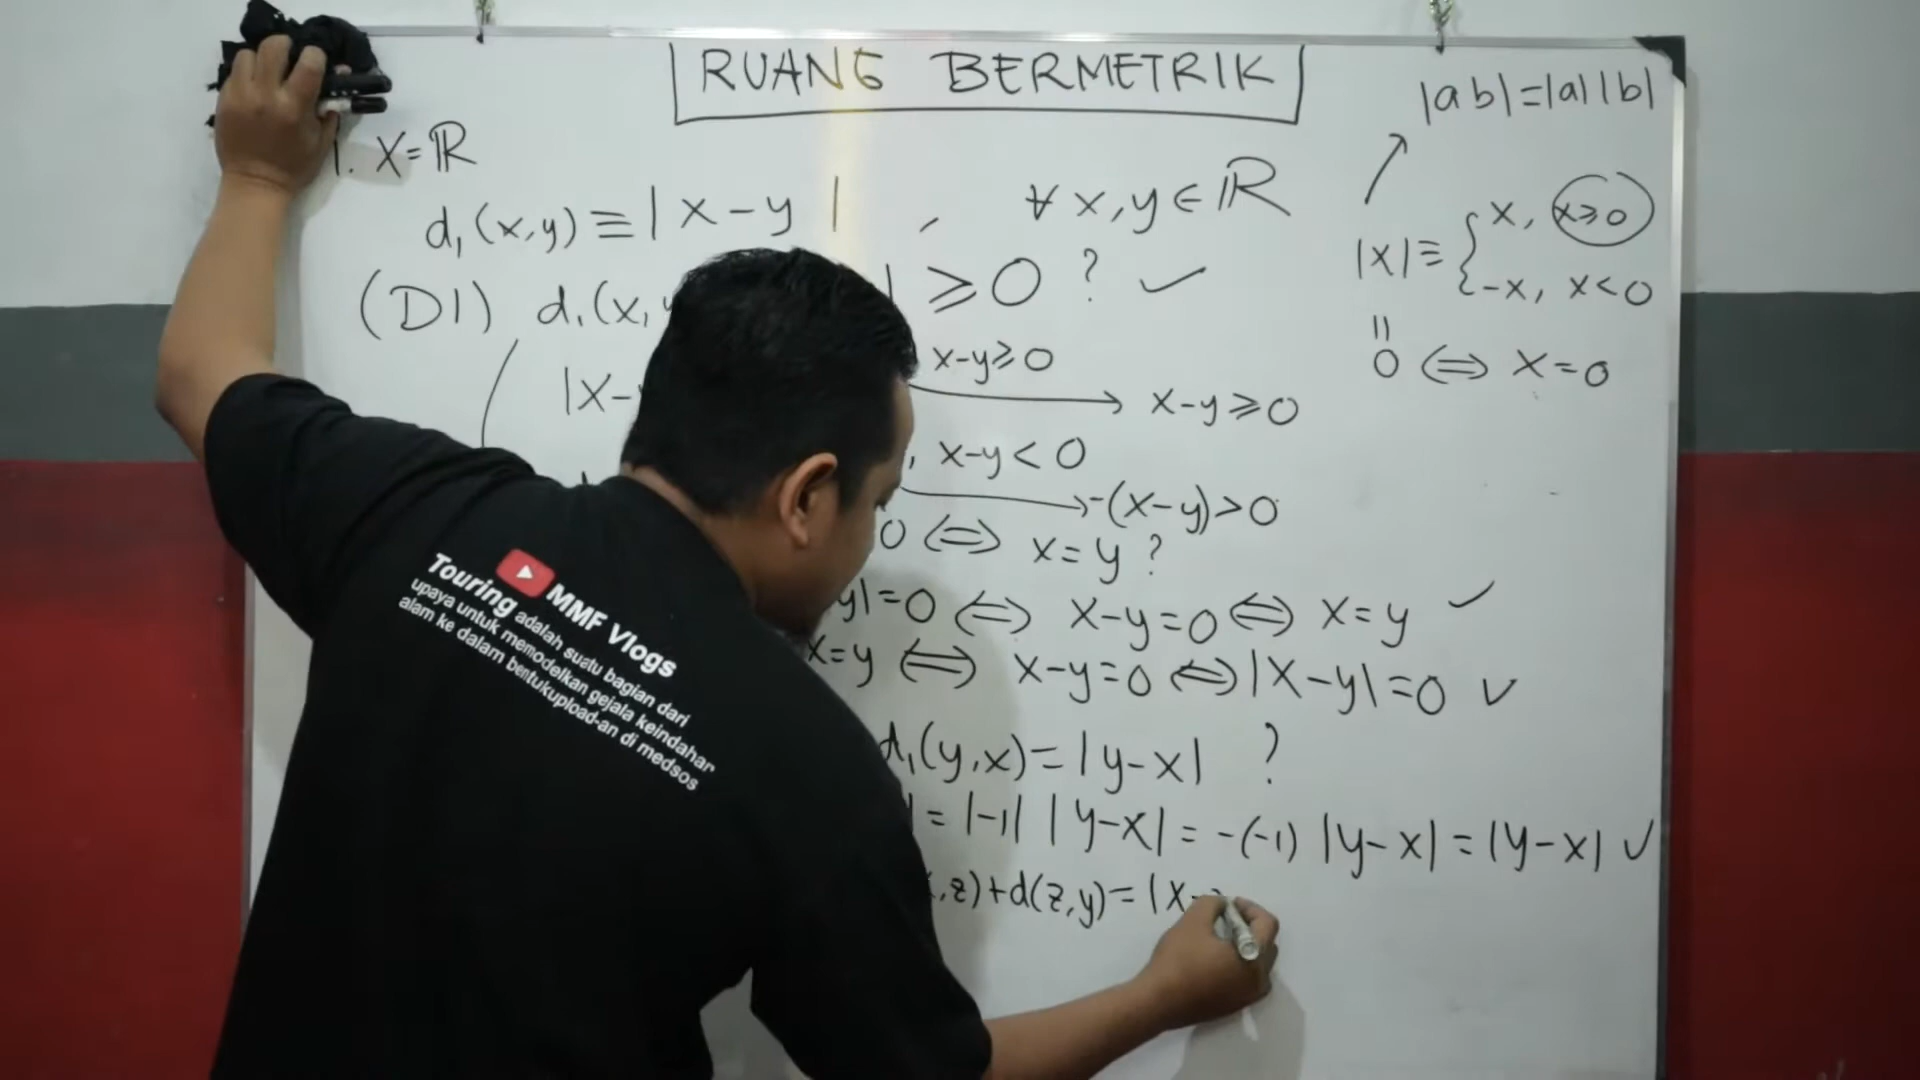 RUANG BERMETRIK
|ab|=|a||b|
1. X=ℝ
d₁(x,y)≡|x-y|, ∀x,y∈ℝ
|x|≡{x, x≥0
-x, x<0
(D1) d₁(x, | ≥0 ? ✓
||
0 ⇔ x=0
x-y≥0
|x- → x-y≥0
, x-y<0
→ -(x-y)>0
0 ⇔ x=y ?
y|=0 ⇔ x-y=0 ⇔ x=y ✓
x=y ⇔ x-y=0 ⇔ |x-y|=0 ✓
d₁(y,x)=|y-x| ?
| = |-1| |y-x| = -(-1) |y-x| = |y-x| ✓
,z)+d(z,y)=|x-
Touring MMF Vlogs
adalah suatu bagian dari
upaya untuk memodelkan gejala keindahan
alam ke dalam bentukupload-an di medsos